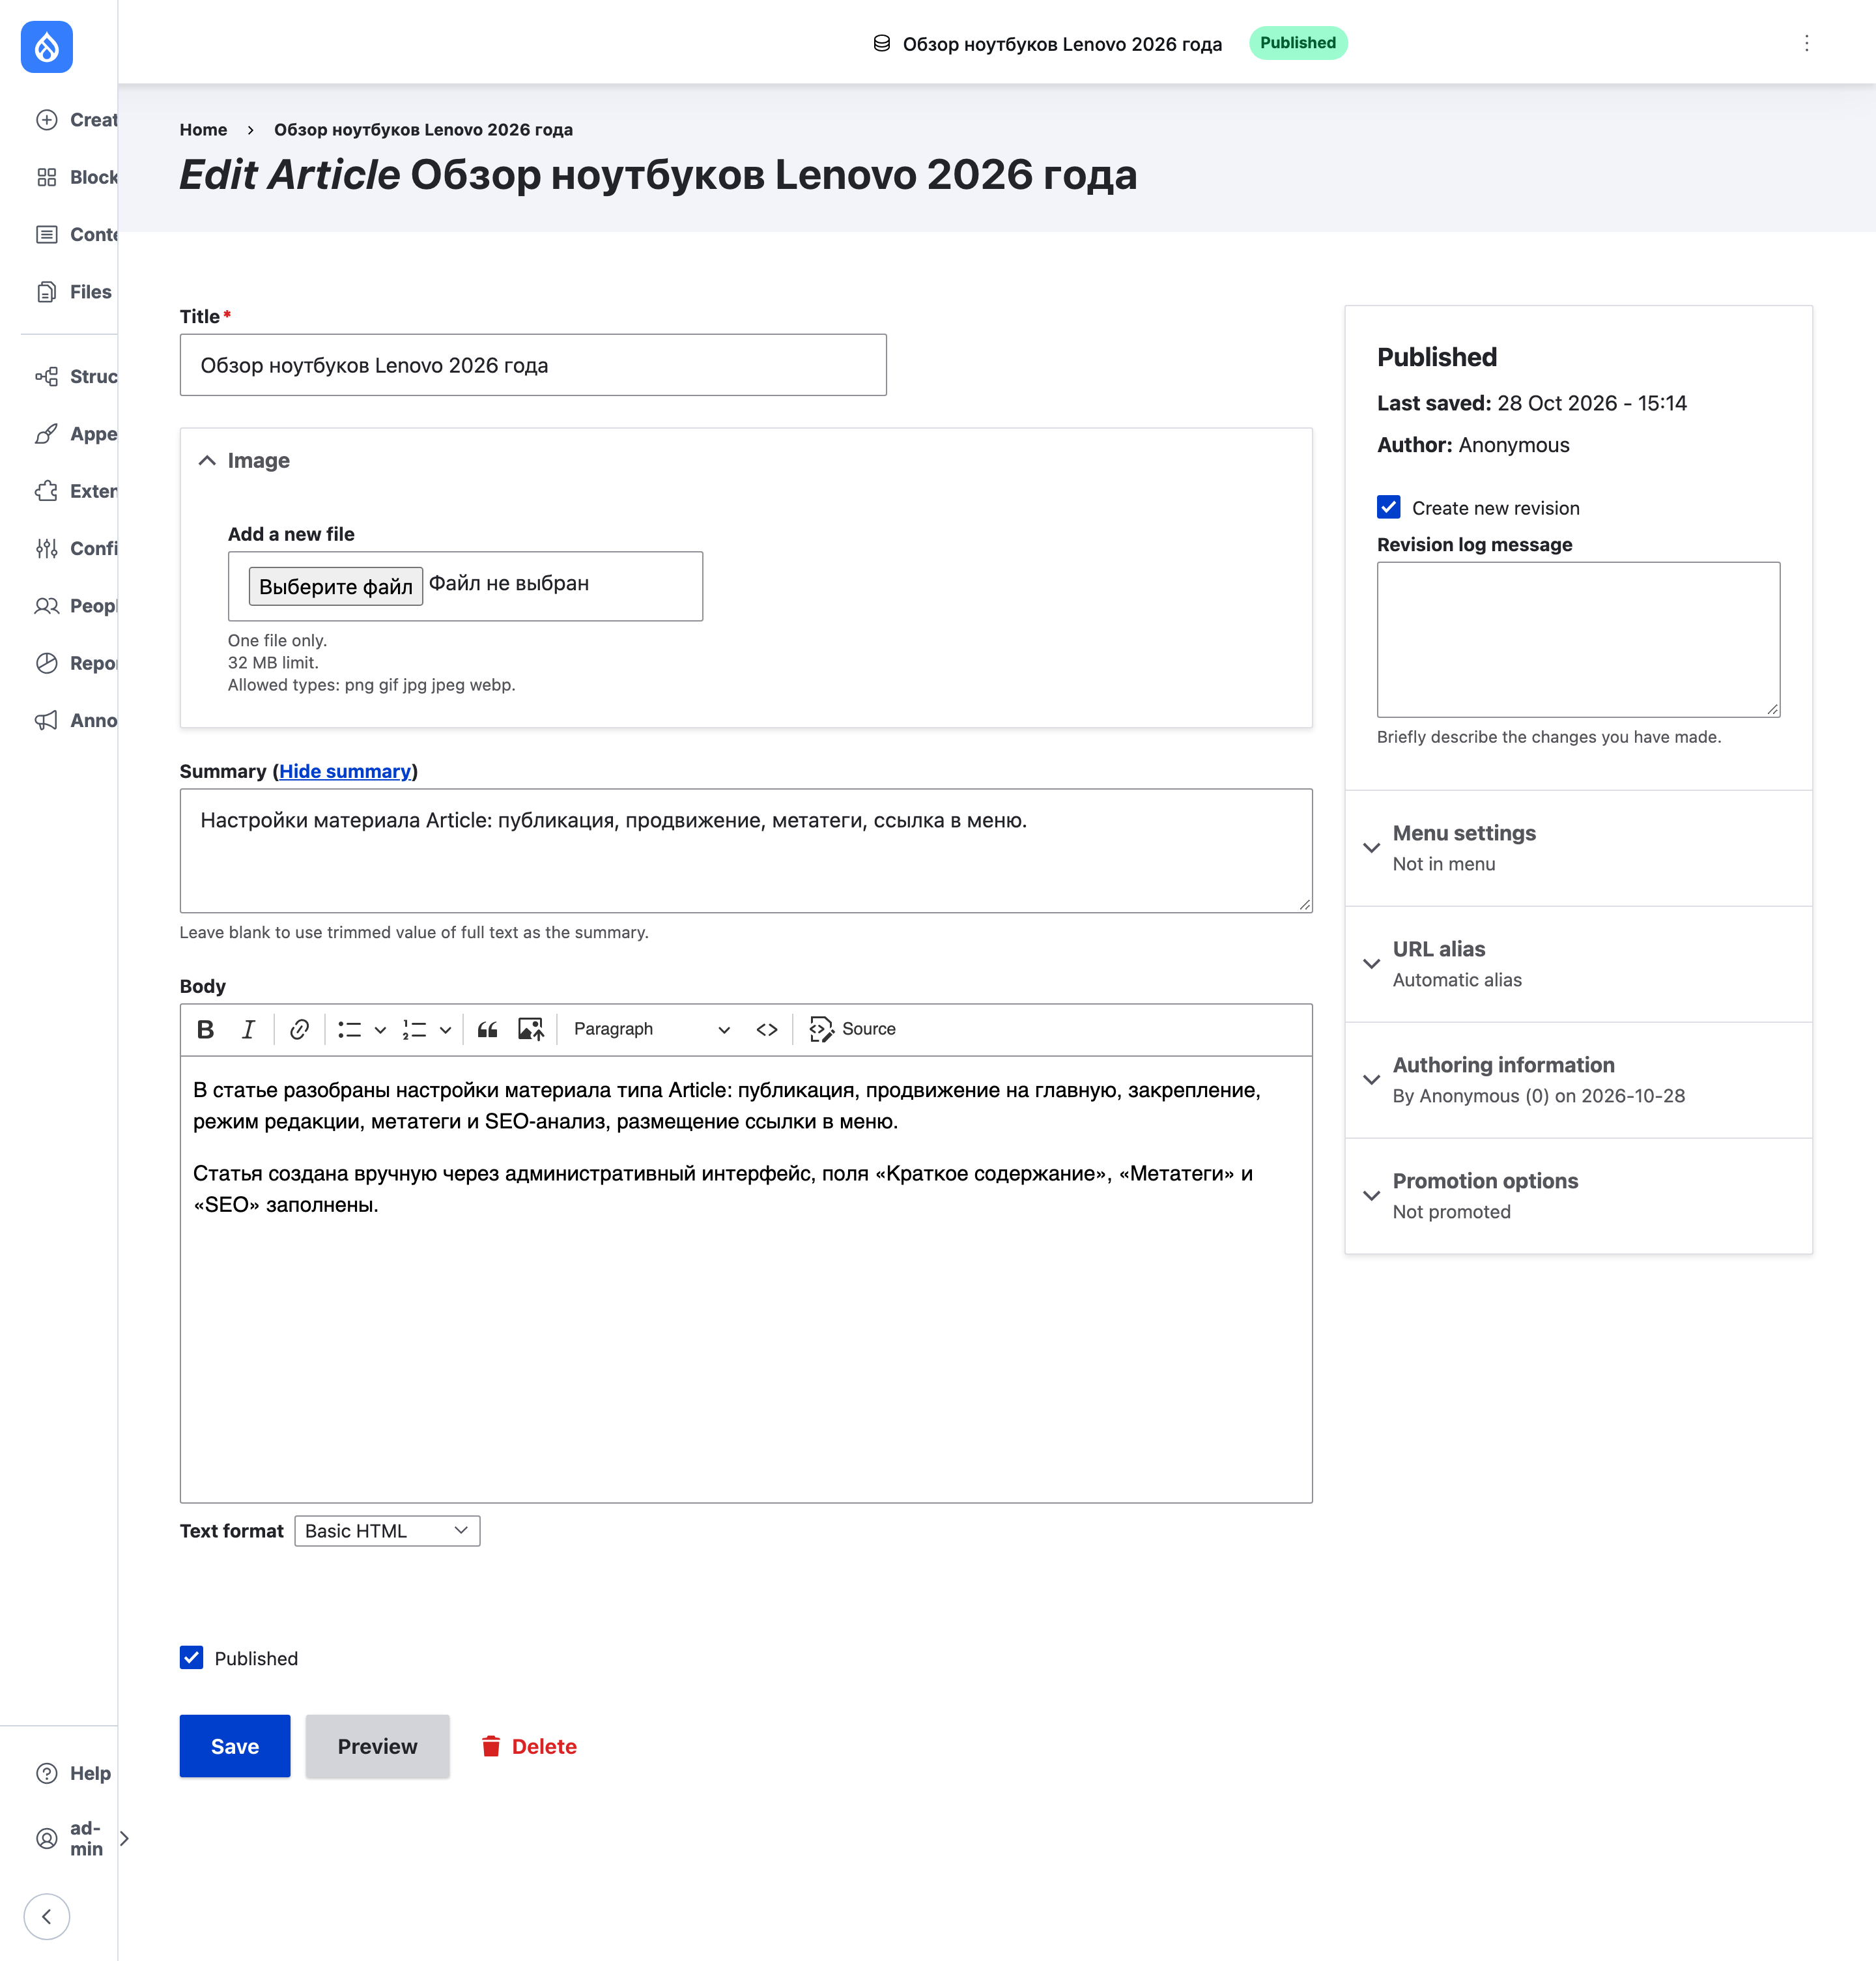 Обзор ноутбуков Lenovo 2026 года Published
Creat
Block
Conte
Files
Struc
Appe
Exten
Confi
Peopl
Repor
Anno
Help
ad-
min
Home › Обзор ноутбуков Lenovo 2026 года
Edit Article Обзор ноутбуков Lenovo 2026 года
Title*
Обзор ноутбуков Lenovo 2026 года
Image
Add a new file
Выберите файл Файл не выбран
One file only.
32 MB limit.
Allowed types: png gif jpg jpeg webp.
Summary (Hide summary)
Настройки материала Article: публикация, продвижение, метатеги, ссылка в меню.
Leave blank to use trimmed value of full text as the summary.
Body
Paragraph Source
В статье разобраны настройки материала типа Article: публикация, продвижение на главную, закрепление,
режим редакции, метатеги и SEO-анализ, размещение ссылки в меню.
Статья создана вручную через административный интерфейс, поля «Краткое содержание», «Метатеги» и
«SEO» заполнены.
Text format Basic HTML
Published
Save Preview Delete
Published
Last saved: 28 Oct 2026 - 15:14
Author: Anonymous
Create new revision
Revision log message
Briefly describe the changes you have made.
Menu settings
Not in menu
URL alias
Automatic alias
Authoring information
By Anonymous (0) on 2026-10-28
Promotion options
Not promoted